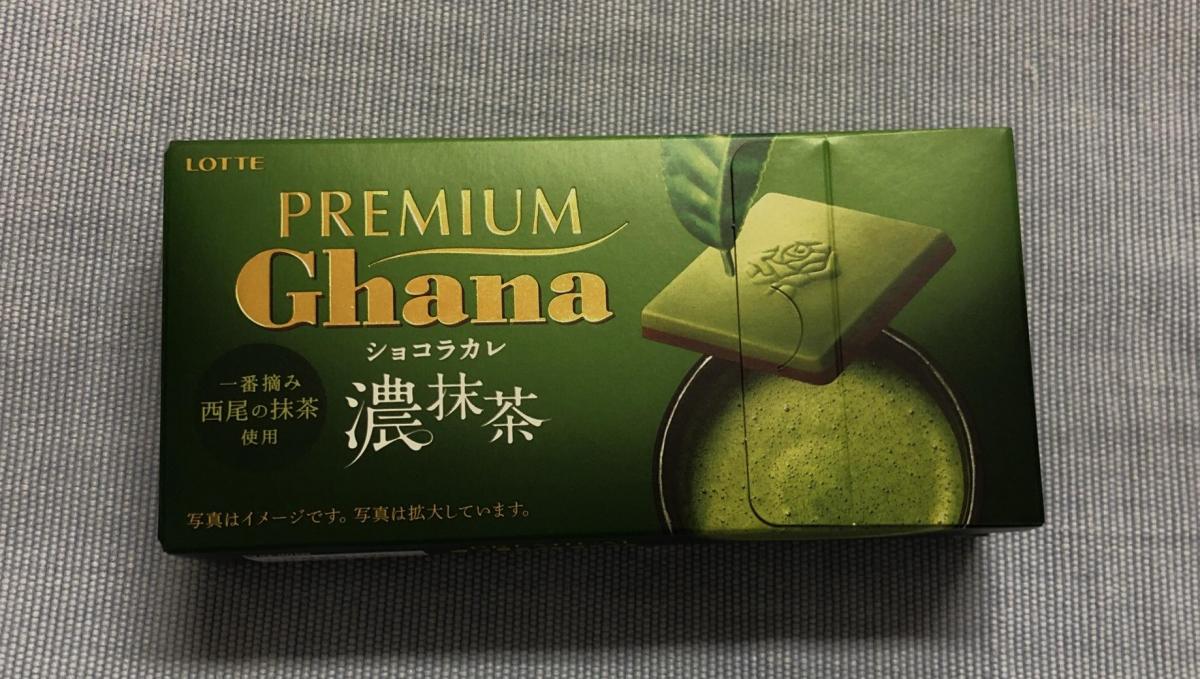 LOTTE
PREMIUM
Ghana
ショコラカレ
濃抹茶
一番摘み
西尾の抹茶
使用
写真はイメージです。写真は拡大しています。